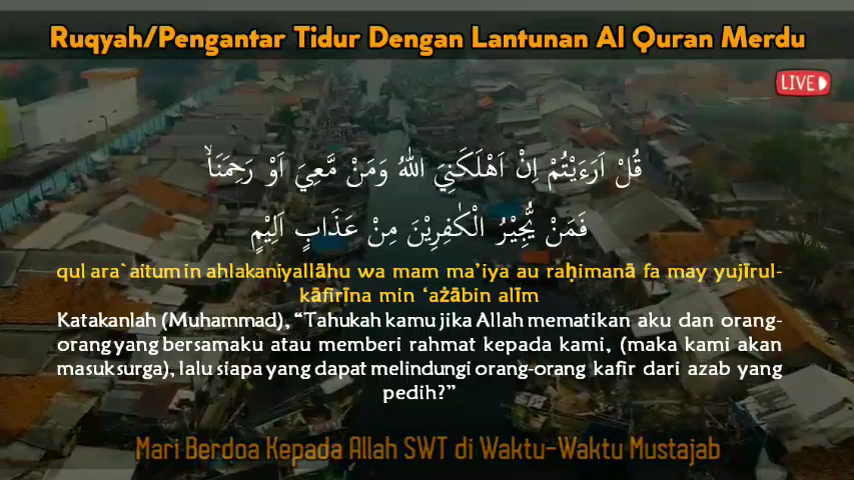 Ruqyah/Pengantar Tidur Dengan Lantunan Al Quran Merdu
LIVE
قُلْ اَرَءَيْتُمْ اِنْ اَهْلَكَنِيَ اللّٰهُ وَمَنْ مَّعِيَ اَوْ رَحِمَنَاۙ
فَمَنْ يُّجِيْرُ الْكٰفِرِيْنَ مِنْ عَذَابٍ اَلِيْمٍ
qul ara`aitum in ahlakaniyallāhu wa mam ma'iya au raḥimanā fa may yujīrul-
kāfirīna min ‘ażābin alīm
Katakanlah (Muhammad), “Tahukah kamu jika Allah mematikan aku dan orang-
orang yang bersamaku atau memberi rahmat kepada kami, (maka kami akan
masuk surga), lalu siapa yang dapat melindungi orang-orang kafir dari azab yang
pedih?”
Mari Berdoa Kepada Allah SWT di Waktu-Waktu Mustajab